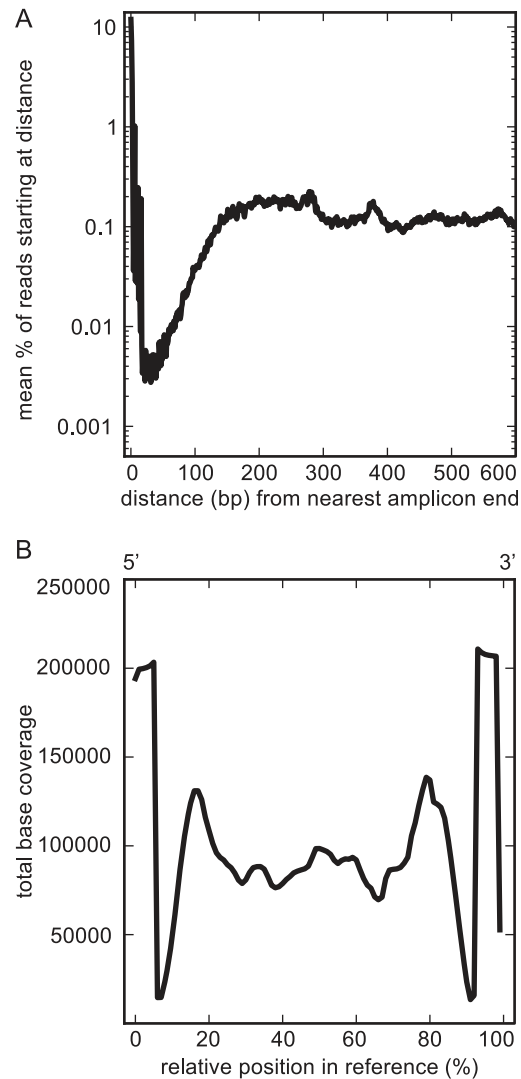 A
10
1
0.1
0.01
0.001
mean % of reads starting at distance
0 100 200 300 400 500 600
distance (bp) from nearest amplicon end
B
5’ 3’
250000
200000
150000
100000
50000
total base coverage
0 20 40 60 80 100
relative position in reference (%)